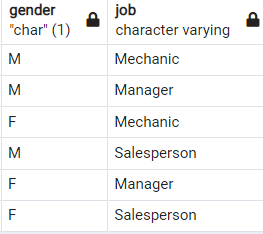 gender job
"char" (1) character varying
M Mechanic
M Manager
F Mechanic
M Salesperson
F Manager
F Salesperson